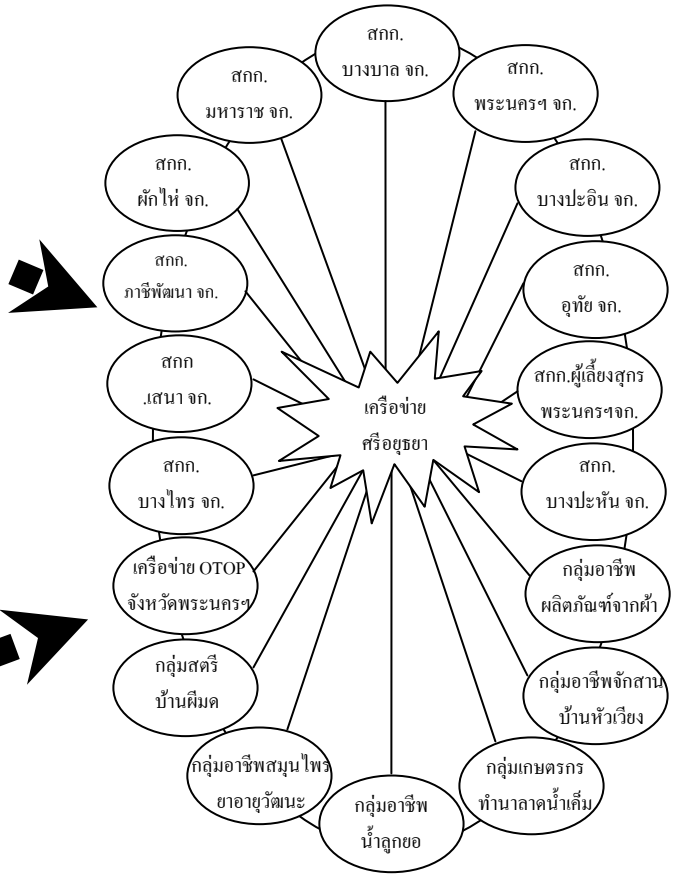 สกก.
บางบาล จก.
สกก.
มหาราช จก.
สกก.
พระนครฯ จก.
สกก.
ผักไห่ จก.
สกก.
บางปะอิน จก.
สกก.
ภาชีพัฒนา จก.
สกก.
อุทัย จก.
สกก
.เสนา จก.
สกก.ผู้เลี้ยงสุกร
พระนครฯจก.
เครือข่าย
ศรีอยุธยา
สกก.
บางไทร จก.
สกก.
บางปะหัน จก.
เครือข่าย OTOP
จังหวัดพระนครฯ
กลุ่มอาชีพ
ผลิตภัณฑ์จากผ้า
กลุ่มสตรี
บ้านผีมด
กลุ่มอาชีพจักสาน
บ้านหัวเวียง
กลุ่มอาชีพสมุนไพร
ยาอายุวัฒนะ
กลุ่มเกษตรกร
ทำนาลาดน้ำเค็ม
กลุ่มอาชีพ
น้ำลูกยอ